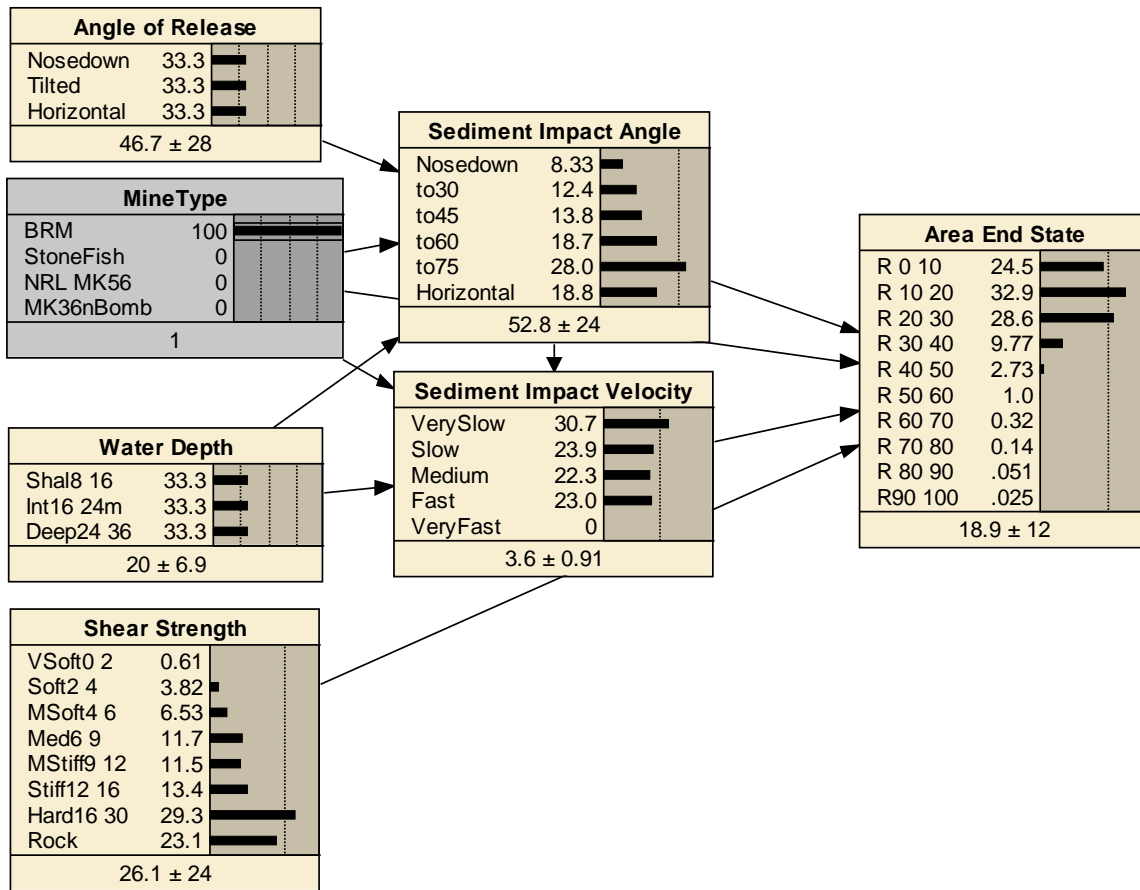 Angle of Release
Nosedown 33.3
Tilted 33.3
Horizontal 33.3
46.7 ± 28
MineType
BRM 100
StoneFish 0
NRL MK56 0
MK36nBomb 0
1
Water Depth
Shal8 16 33.3
Int16 24m 33.3
Deep24 36 33.3
20 ± 6.9
Shear Strength
VSoft0 2 0.61
Soft2 4 3.82
MSoft4 6 6.53
Med6 9 11.7
MStiff9 12 11.5
Stiff12 16 13.4
Hard16 30 29.3
Rock 23.1
26.1 ± 24
Sediment Impact Angle
Nosedown 8.33
to30 12.4
to45 13.8
to60 18.7
to75 28.0
Horizontal 18.8
52.8 ± 24
Sediment Impact Velocity
VerySlow 30.7
Slow 23.9
Medium 22.3
Fast 23.0
VeryFast 0
3.6 ± 0.91
Area End State
R 0 10 24.5
R 10 20 32.9
R 20 30 28.6
R 30 40 9.77
R 40 50 2.73
R 50 60 1.0
R 60 70 0.32
R 70 80 0.14
R 80 90 .051
R90 100 .025
18.9 ± 12